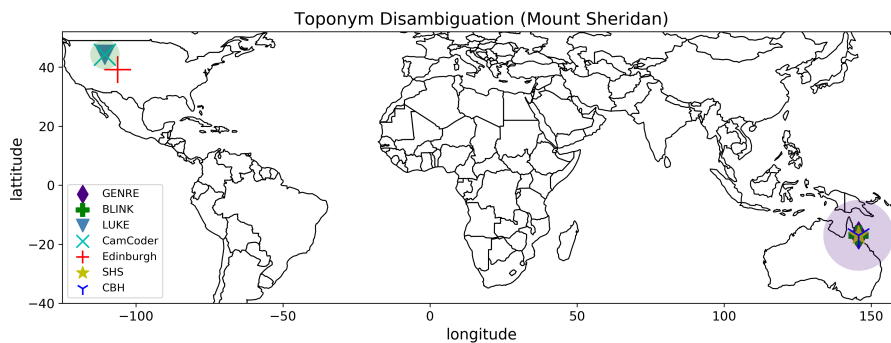 Toponym Disambiguation (Mount Sheridan)
lattitude
40
20
0
−20
−40
GENRE
BLINK
LUKE
CamCoder
Edinburgh
SHS
CBH
−100
−50
0
50
100
150
longitude